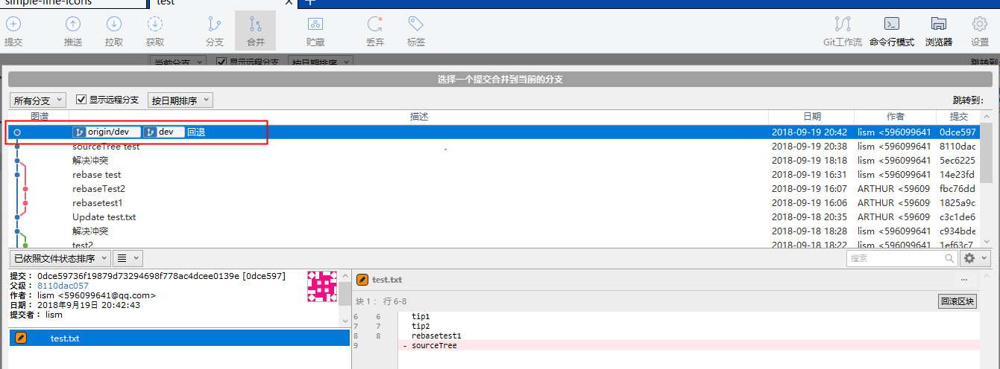 simple-line-icons test
提交 推送 拉取 获取 分支 合并 贮藏 丢弃 标签 Git工作流 命令行模式 浏览器 设置
当前分支 显示远程分支 按日期排序 跳转到:
选择一个提交合并到当前的分支
所有分支 显示远程分支 按日期排序 跳转到:
图谱 描述 日期 作者 提交
origin/dev dev 回退 2018-09-19 20:42 lism <596099641 0dce597
sourceTree test 2018-09-19 20:38 lism <596099641 8110dac
解决冲突 2018-09-19 18:18 lism <596099641 5ec6225
rebase test 2018-09-19 16:31 lism <596099641 14e23fd
rebaseTest2 2018-09-19 16:07 ARTHUR <59609 fbc76dd
rebasetest1 2018-09-19 16:06 ARTHUR <59609 1825a9c
Update test.txt 2018-09-18 20:35 ARTHUR <59609 c3c1de6
解决冲突 2018-09-18 18:28 lism <596099641 c934bde
test2 2018-09-18 18:22 lism <596099641 1ef63c7
已依照文件状态排序 搜索
提交: 0dce59736f19879d73294698f778ac4dcee0139e [0dce597]
父级: 8110dac057
作者: lism <596099641@qq.com>
日期: 2018年9月19日 20:42:43
提交者: lism
test.txt
test.txt ...
块 1: 行 6-8 回滚区块
6 6 tip1
7 7 tip2
8 8 rebasetest1
9 - sourceTree